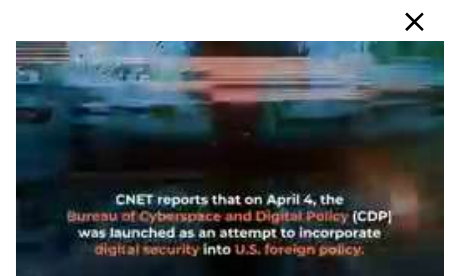 CNET reports that on April 4, the
Bureau of Cyberspace and Digital Policy (CDP)
was launched as an attempt to incorporate
digital security into U.S. foreign policy.